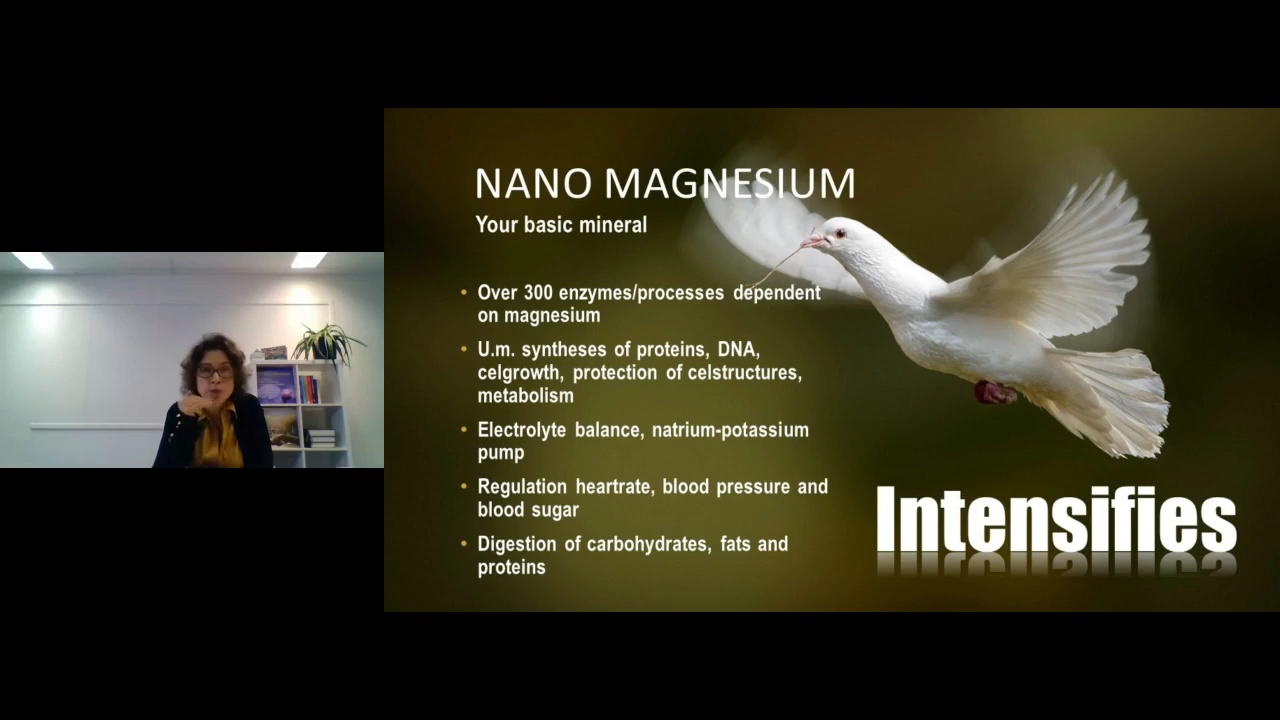 NANO MAGNESIUM
Your basic mineral
• Over 300 enzymes/processes dependent
on magnesium
• U.m. syntheses of proteins, DNA,
celgrowth, protection of celstructures,
metabolism
• Electrolyte balance, natrium-potassium
pump
• Regulation heartrate, blood pressure and
blood sugar
• Digestion of carbohydrates, fats and
proteins
Intensifies